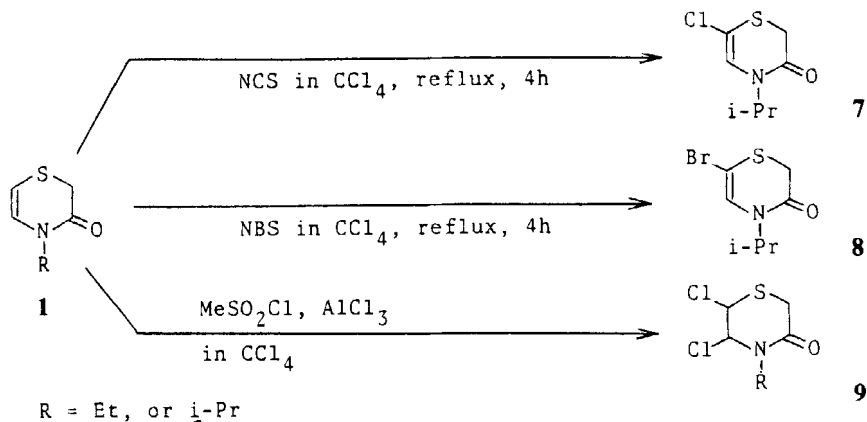 Cl
S
N
O
i-Pr
7
NCS in CCl4, reflux, 4h
Br
S
N
O
i-Pr
8
NBS in CCl4, reflux, 4h
S
N
O
R
1
MeSO2Cl, AlCl3
in CCl4
Cl
S
Cl
N
O
R
9
R = Et, or i-Pr